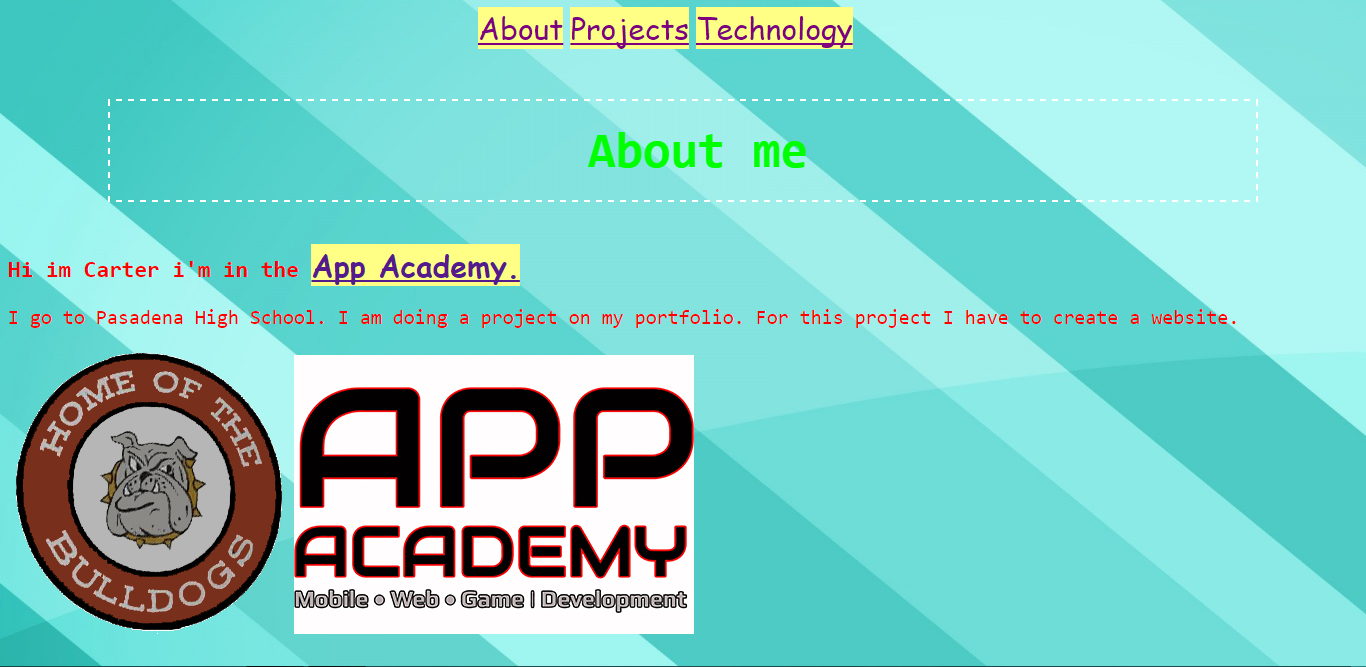 About Projects Technology
About me
Hi im Carter i'm in the App Academy.
I go to Pasadena High School. I am doing a project on my portfolio. For this project I have to create a website.
HOME OF THE
BULLDOGS
APP
ACADEMY
Mobile • Web • Game | Development